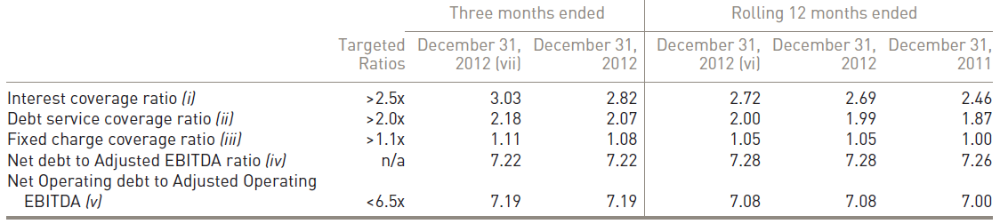 Three months ended Rolling 12 months ended
Targeted December 31, December 31, December 31, December 31, December 31,
Ratios 2012 (vii) 2012 2012 (vi) 2012 2011
Interest coverage ratio (i) >2.5x 3.03 2.82 2.72 2.69 2.46
Debt service coverage ratio (ii) >2.0x 2.18 2.07 2.00 1.99 1.87
Fixed charge coverage ratio (iii) >1.1x 1.11 1.08 1.05 1.05 1.00
Net debt to Adjusted EBITDA ratio (iv) n/a 7.22 7.22 7.28 7.28 7.26
Net Operating debt to Adjusted Operating
EBITDA (v) <6.5x 7.19 7.19 7.08 7.08 7.00